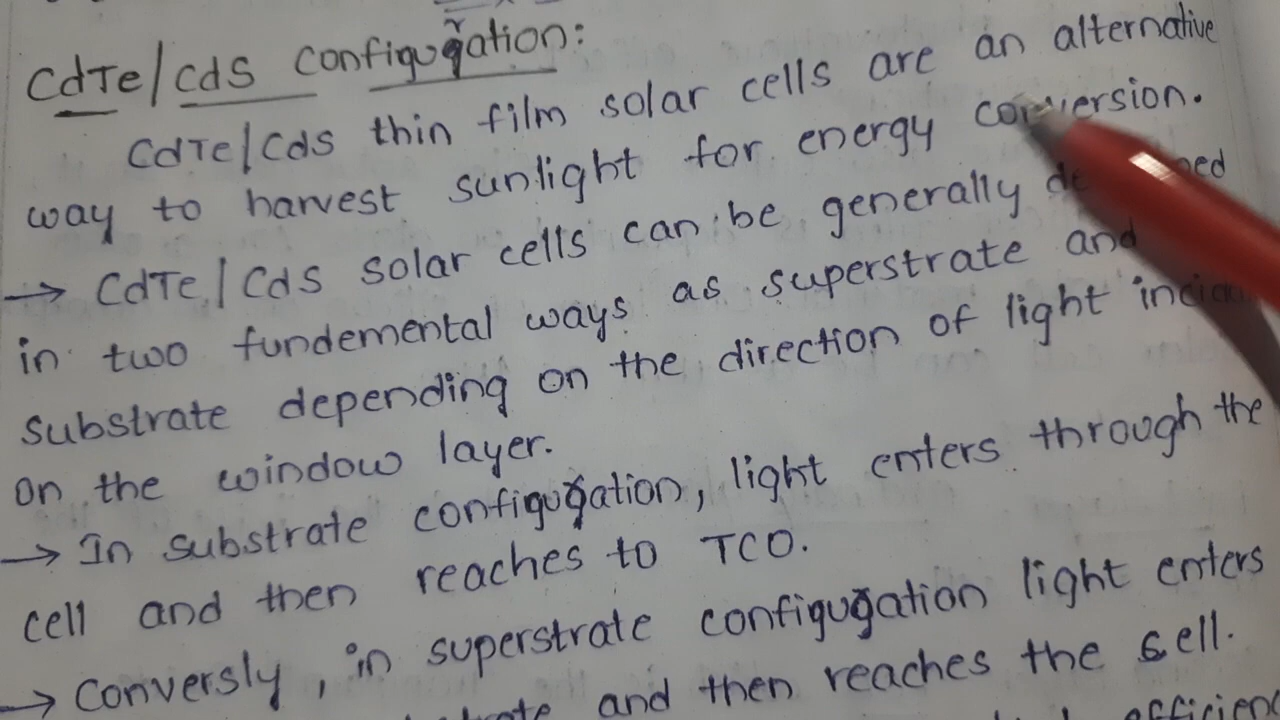 CdTe/CdS Configuration:
CdTe/CdS thin film solar cells are an alternative
way to harvest sunlight for energy conversion.
→ CdTe/CdS solar cells can be generally
in two fundemental ways as superstrate and
substrate depending on the direction of light
on the window layer.
→ In substrate configuration, light enters through the
cell and then reaches to TCO.
→ Conversly, in superstrate configuration light enters
and then reaches the cell.